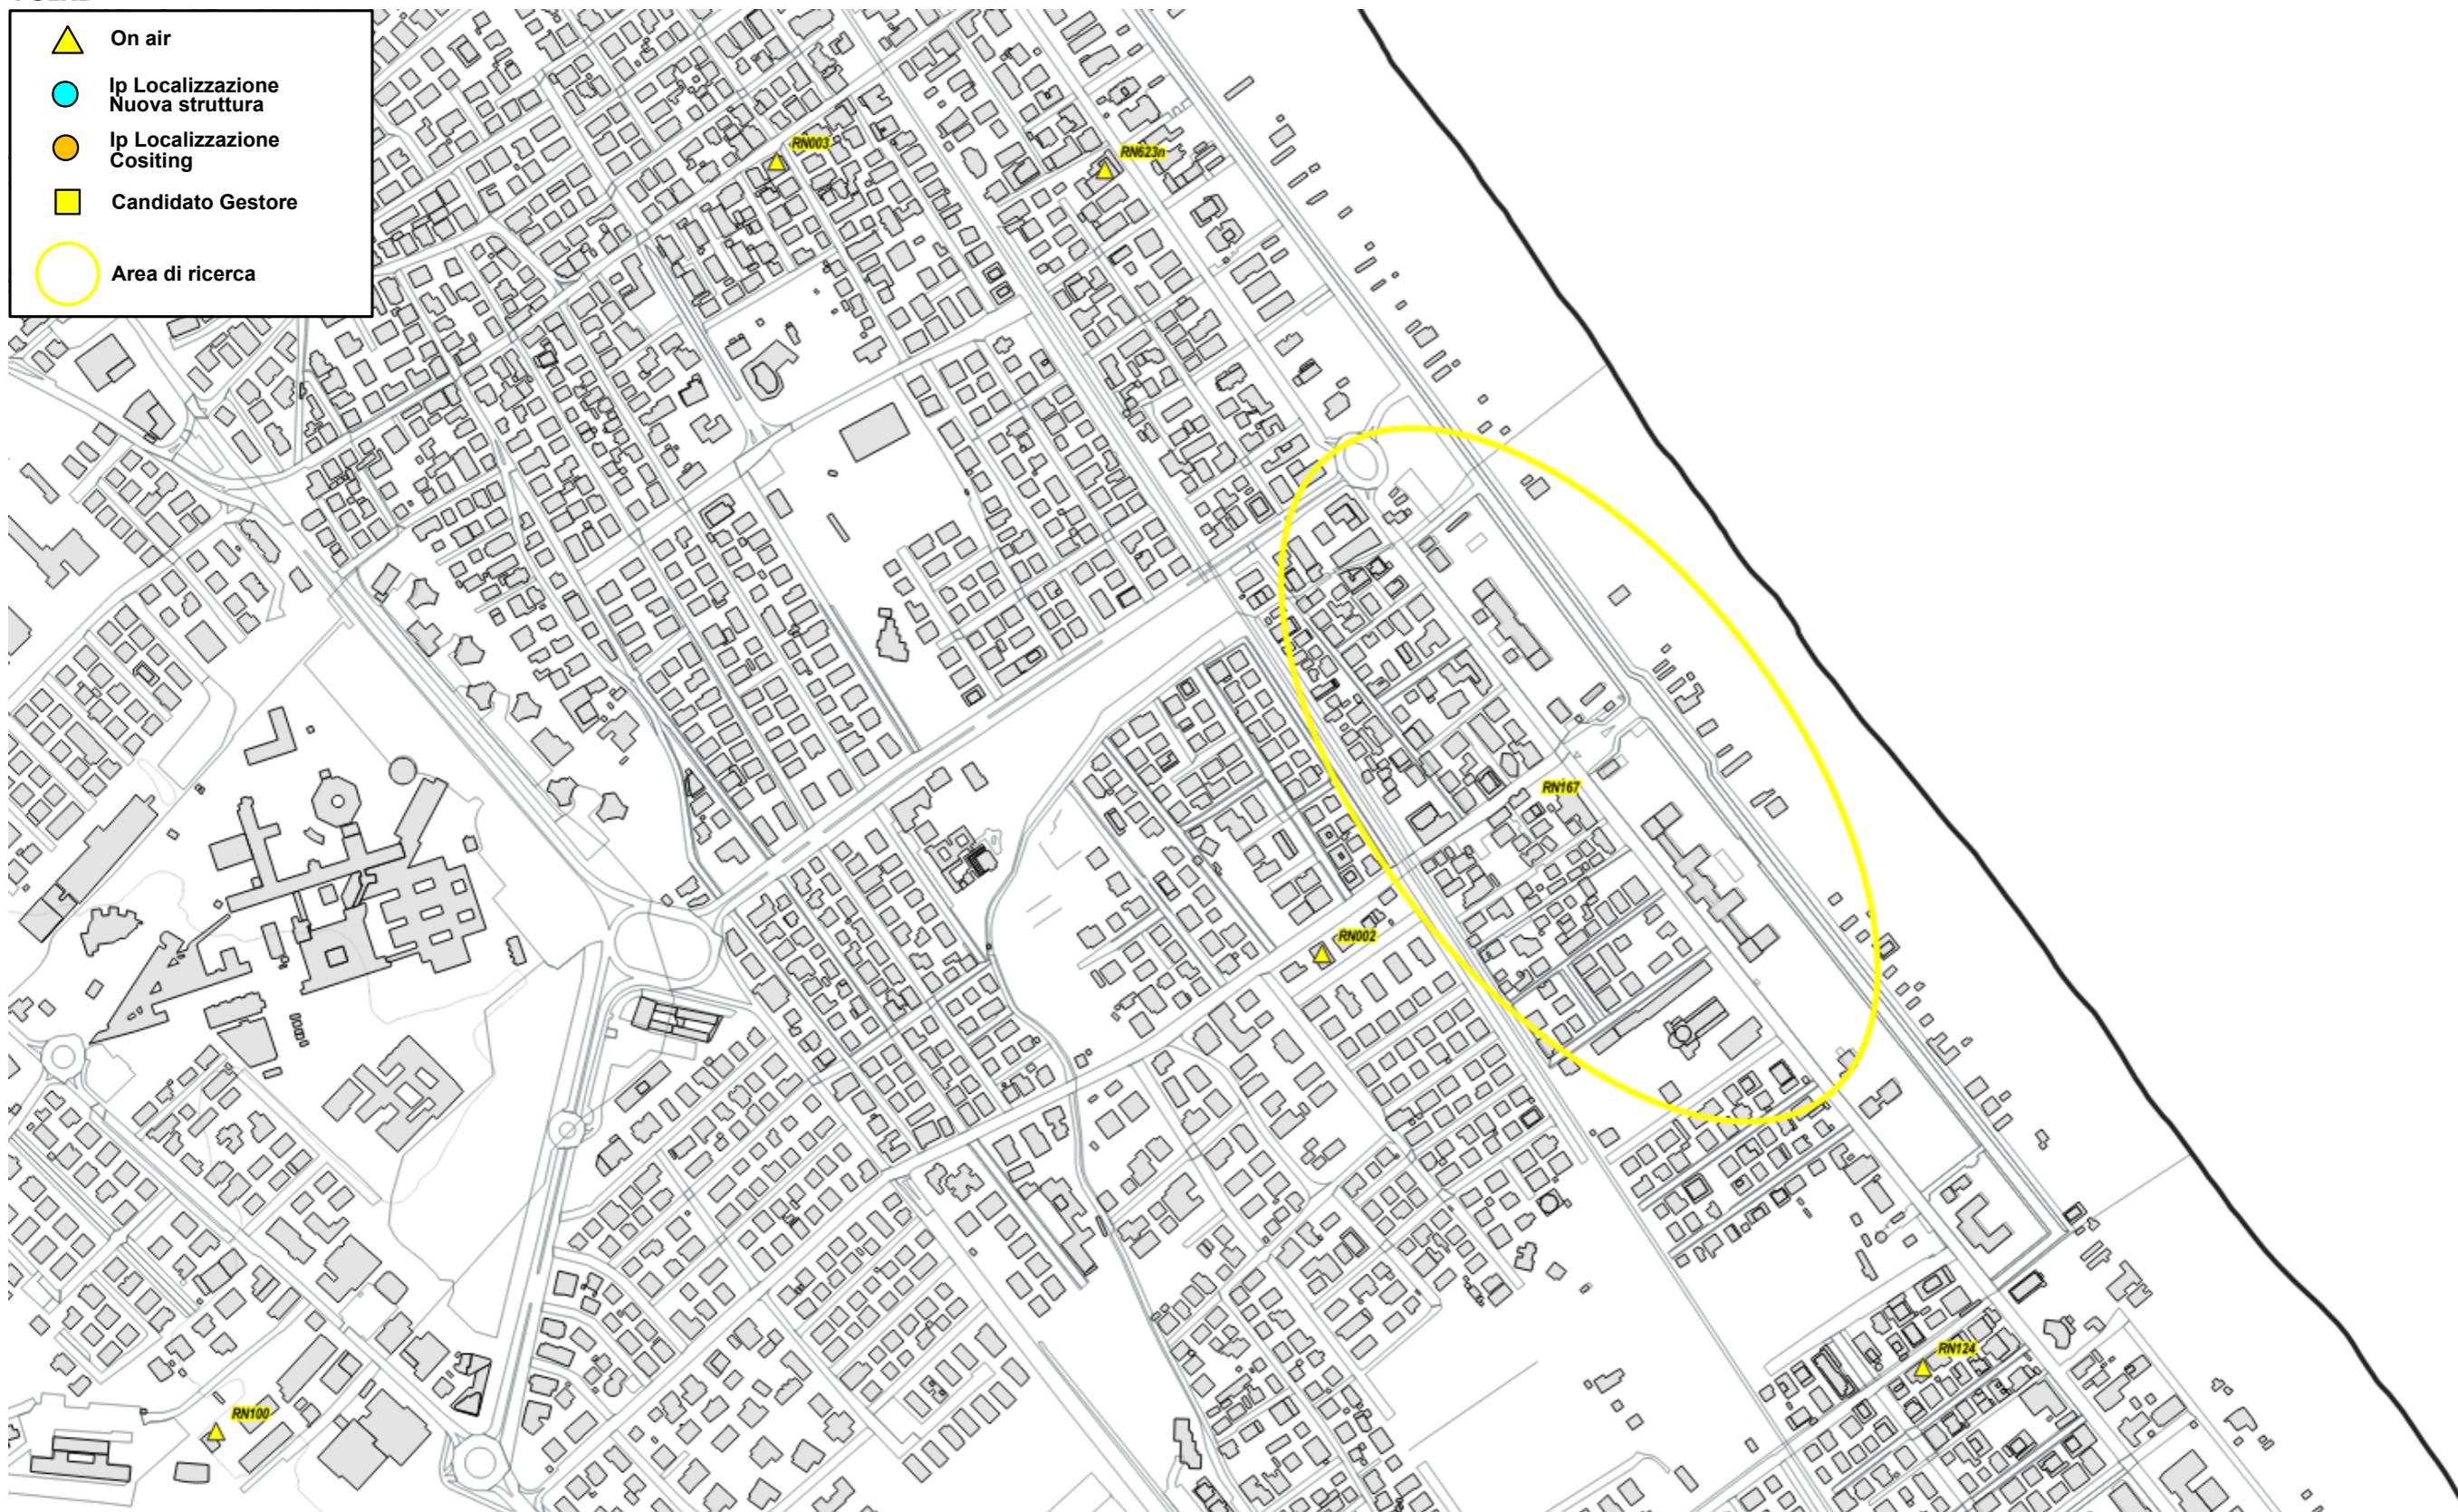 On air
Ip Localizzazione
Nuova struttura
Ip Localizzazione
Cositing
Candidato Gestore
Area di ricerca
RN003
RN623n
RN167
RN002
RN124
RN100